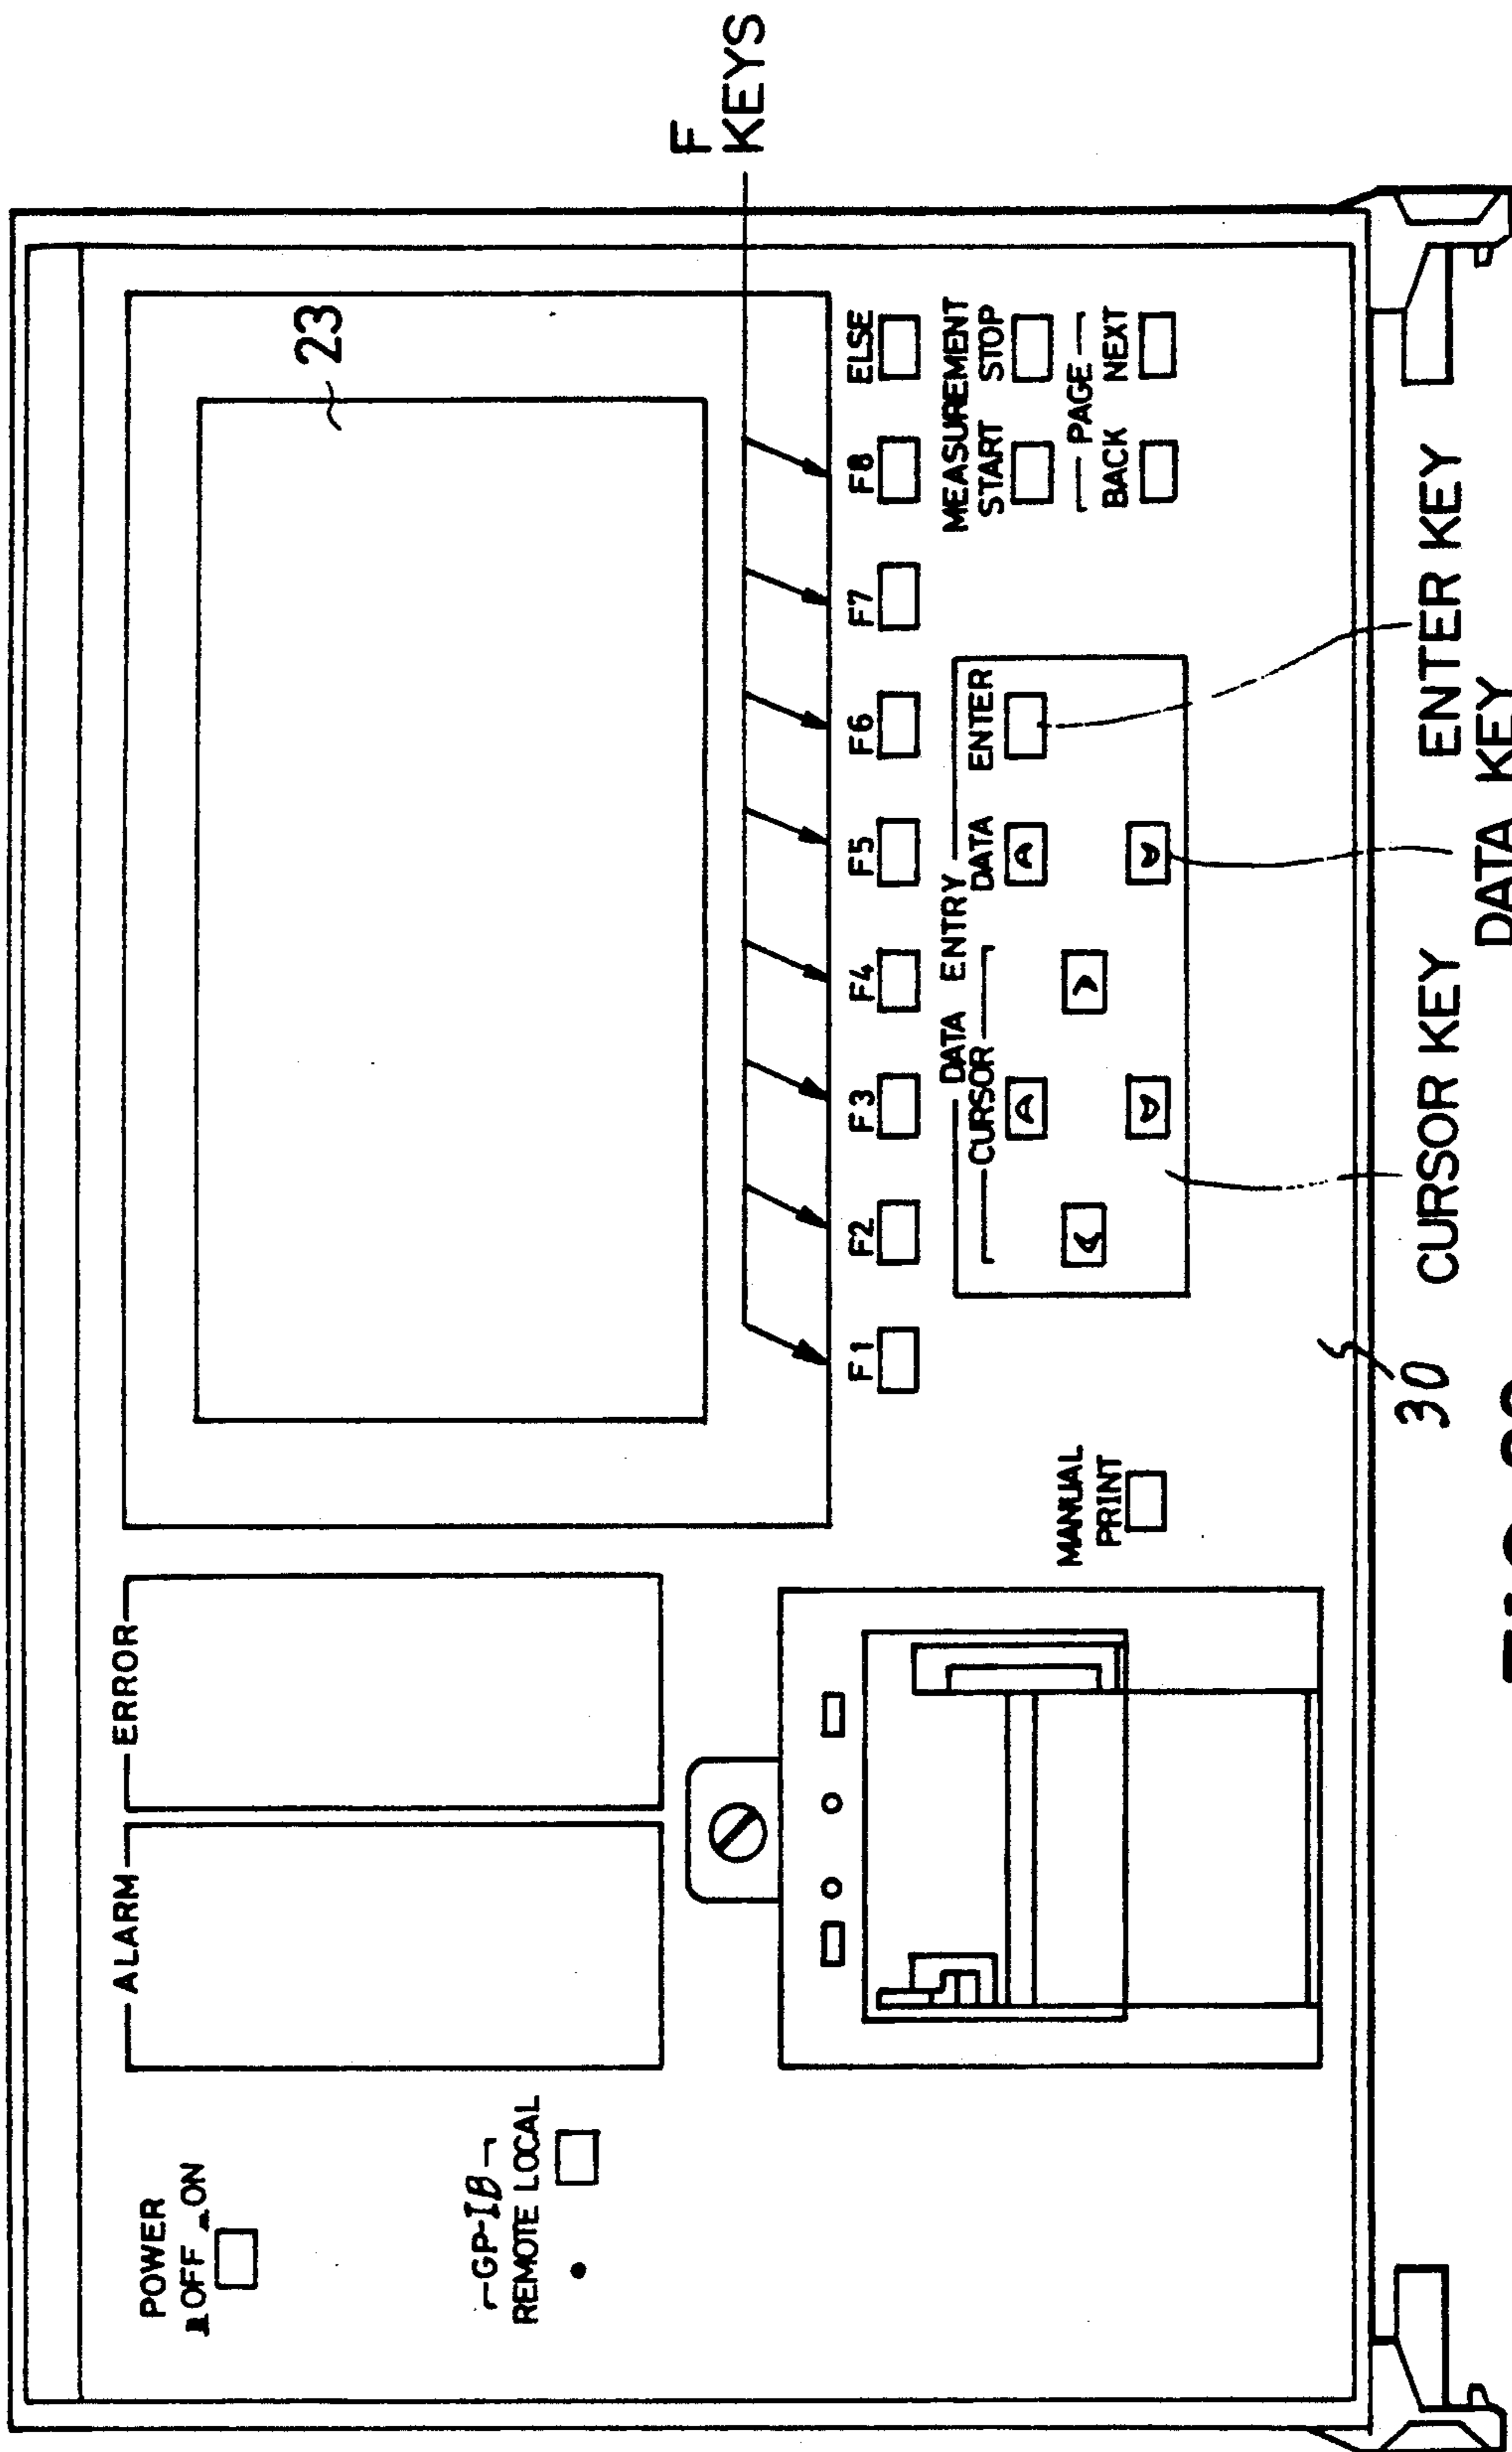 F
KEYS
23
POWER
OFF ON
GP-IB
REMOTE LOCAL
ALARM
ERROR
F1 F2 F3 F4 F5 F6 F7 F8 ELSE
MANUAL
PRINT
DATA ENTRY
CURSOR DATA ENTER
MEASUREMENT
START STOP
PAGE
BACK NEXT
30 CURSOR KEY ENTER KEY
DATA KEY